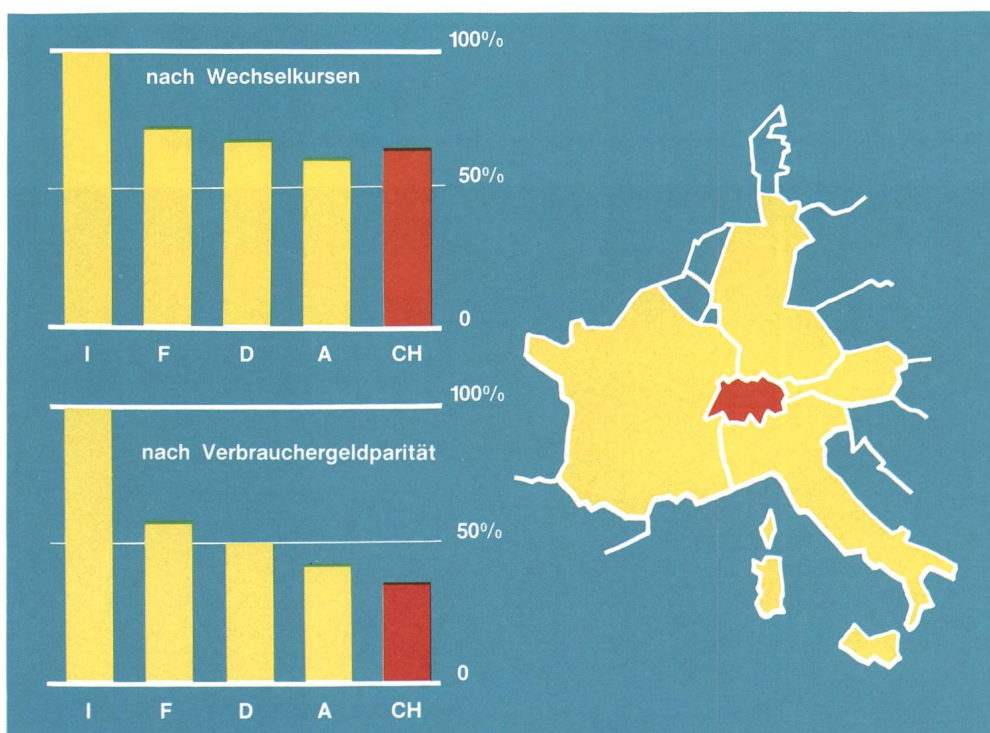 100%
nach Wechselkursen
50%
0
I F D A CH
100%
nach Verbrauchergeldparität
50%
0
I F D A CH